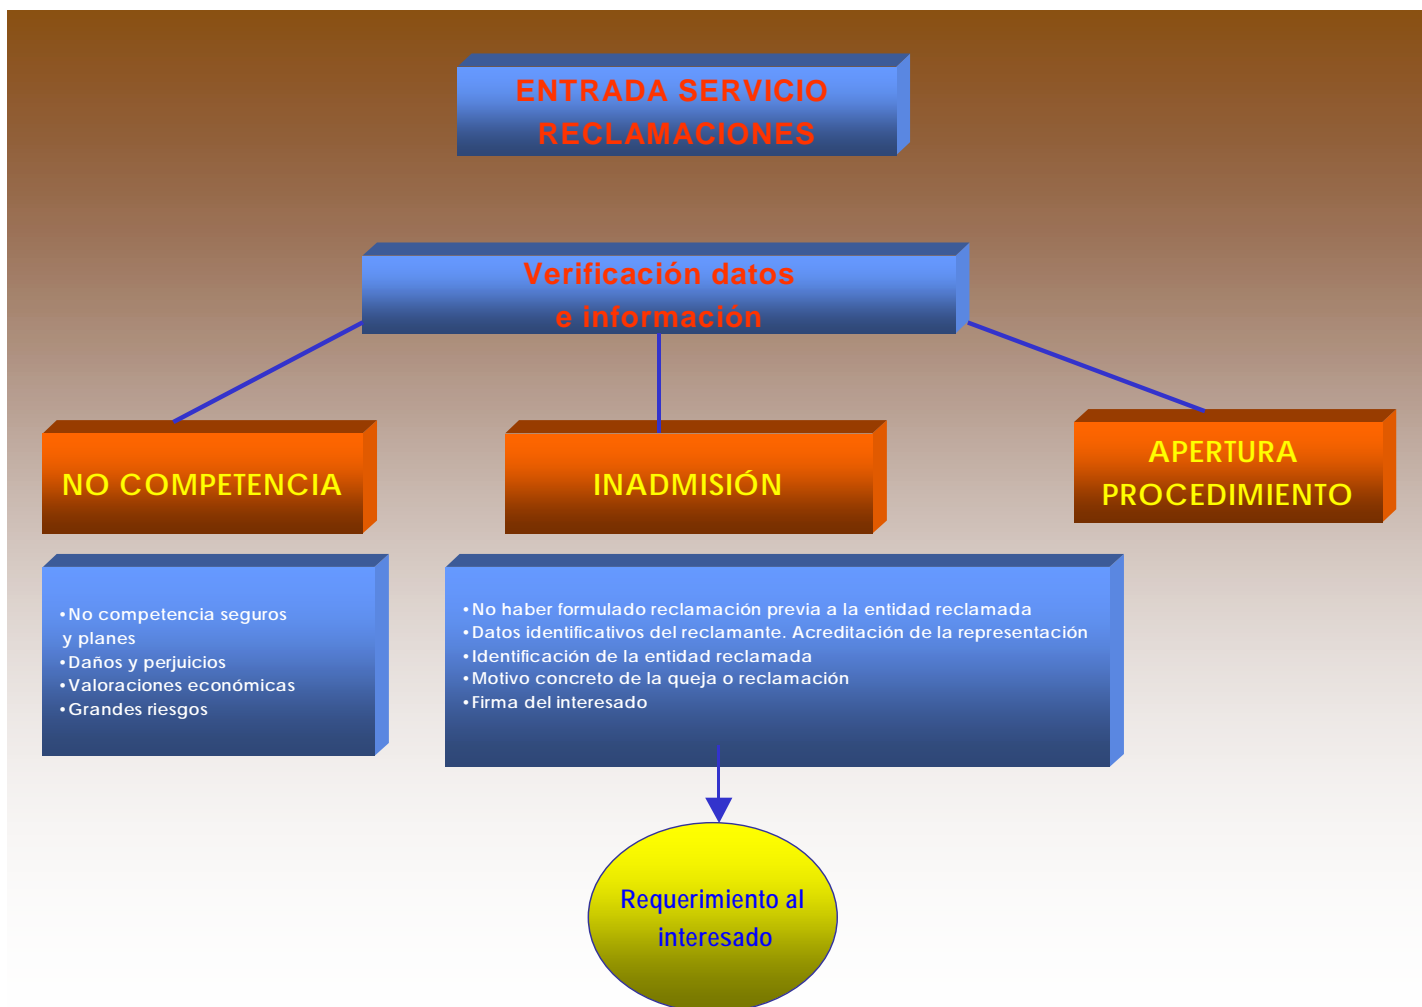 ENTRADA SERVICIO
RECLAMACIONES
Verificación datos
e información
NO COMPETENCIA
INADMISIÓN
APERTURA
PROCEDIMIENTO
•No competencia seguros
y planes
•Daños y perjuicios
•Valoraciones económicas
•Grandes riesgos
•No haber formulado reclamación previa a la entidad reclamada
•Datos identificativos del reclamante. Acreditación de la representación
•Identificación de la entidad reclamada
•Motivo concreto de la queja o reclamación
•Firma del interesado
Requerimiento al
interesado